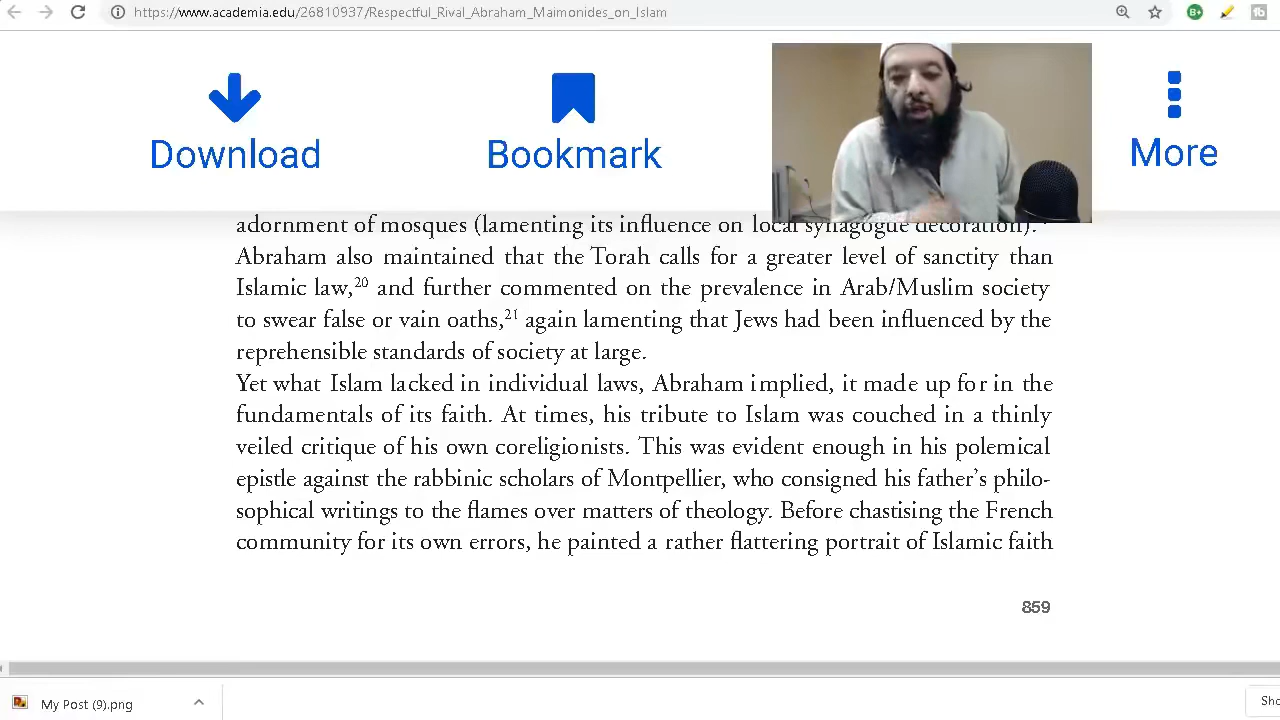 https://www.academia.edu/26810937/Respectful_Rival_Abraham_Maimonides_on_Islam
Download
Bookmark
More
adornment of mosques (lamenting its influence on local synagogue decoration).
Abraham also maintained that the Torah calls for a greater level of sanctity than
Islamic law,20 and further commented on the prevalence in Arab/Muslim society
to swear false or vain oaths,21 again lamenting that Jews had been influenced by the
reprehensible standards of society at large.
Yet what Islam lacked in individual laws, Abraham implied, it made up for in the
fundamentals of its faith. At times, his tribute to Islam was couched in a thinly
veiled critique of his own coreligionists. This was evident enough in his polemical
epistle against the rabbinic scholars of Montpellier, who consigned his father's philo-
sophical writings to the flames over matters of theology. Before chastising the French
community for its own errors, he painted a rather flattering portrait of Islamic faith
859
My Post (9).png
Sho